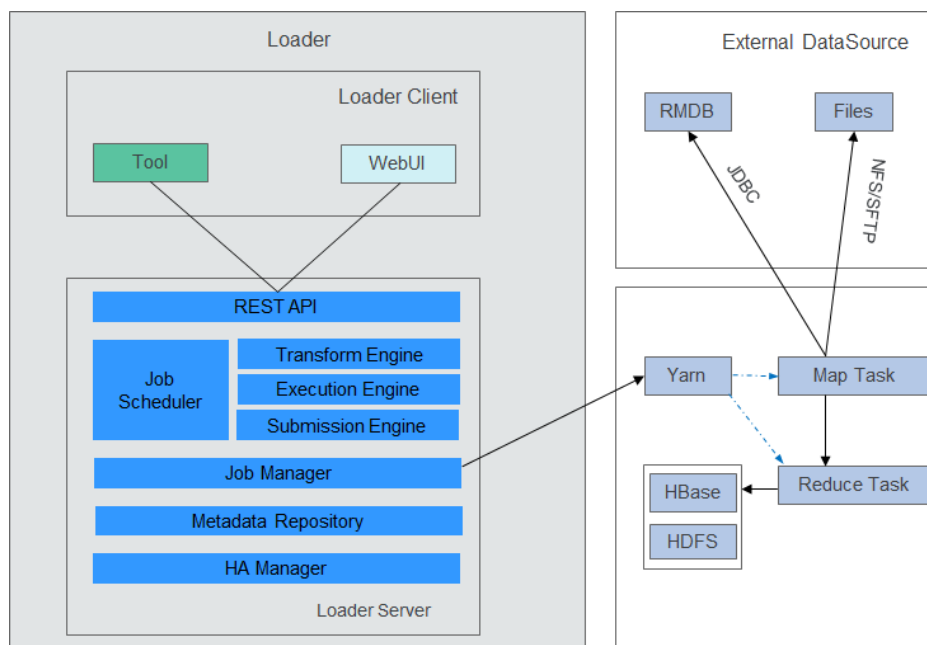 Loader
Loader Client
Tool
WebUI
REST API
Job
Scheduler
Transform Engine
Execution Engine
Submission Engine
Job Manager
Metadata Repository
HA Manager
Loader Server
External DataSource
RMDB
Files
JDBC
NFS/SFTP
Yarn
Map Task
Reduce Task
HBase
HDFS